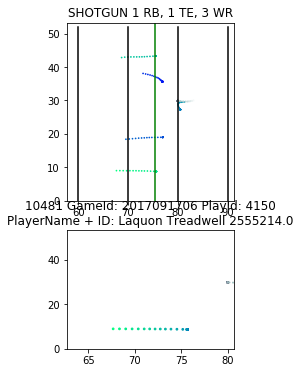 SHOTGUN 1 RB, 1 TE, 3 WR
50
40
30
20
10
0
60 70 80 90
10481 GameId: 2017091706 PlayId: 4150
PlayerName + ID: Laquon Treadwell 2555214.0
40
20
0
65 70 75 80